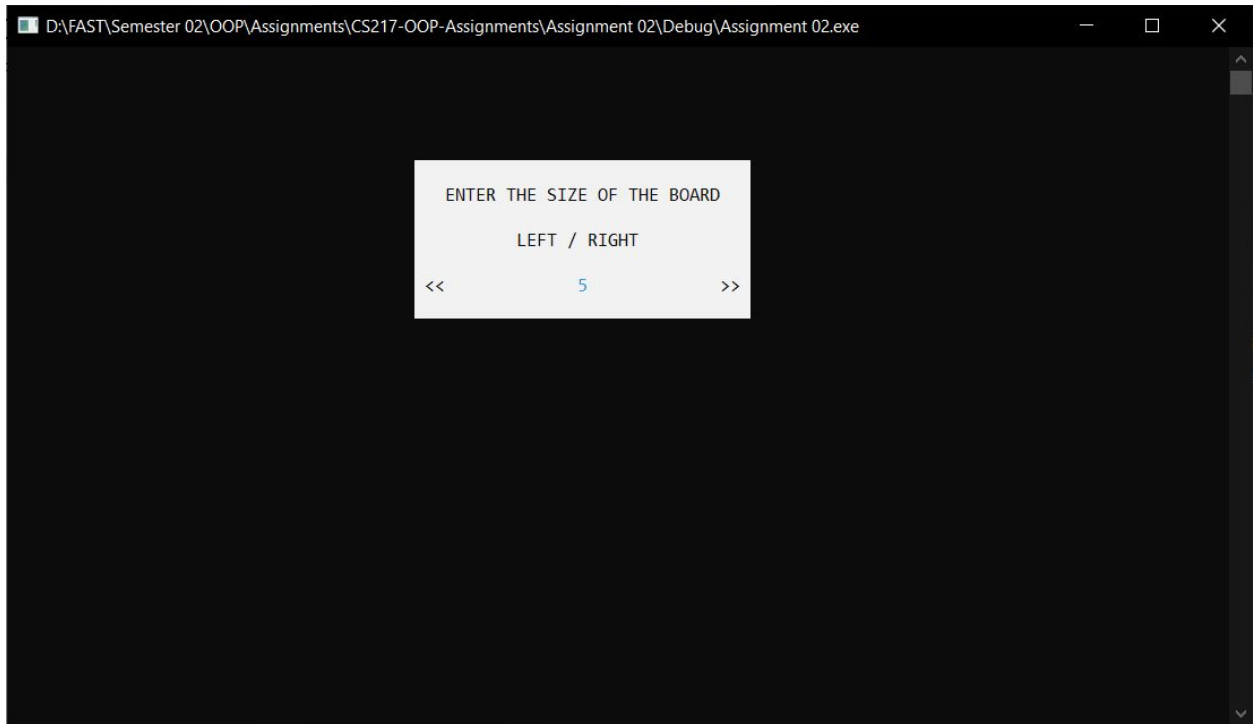 D:\FAST\Semester 02\OOP\Assignments\CS217-OOP-Assignments\Assignment 02\Debug\Assignment 02.exe
ENTER THE SIZE OF THE BOARD
LEFT / RIGHT
<< 5 >>